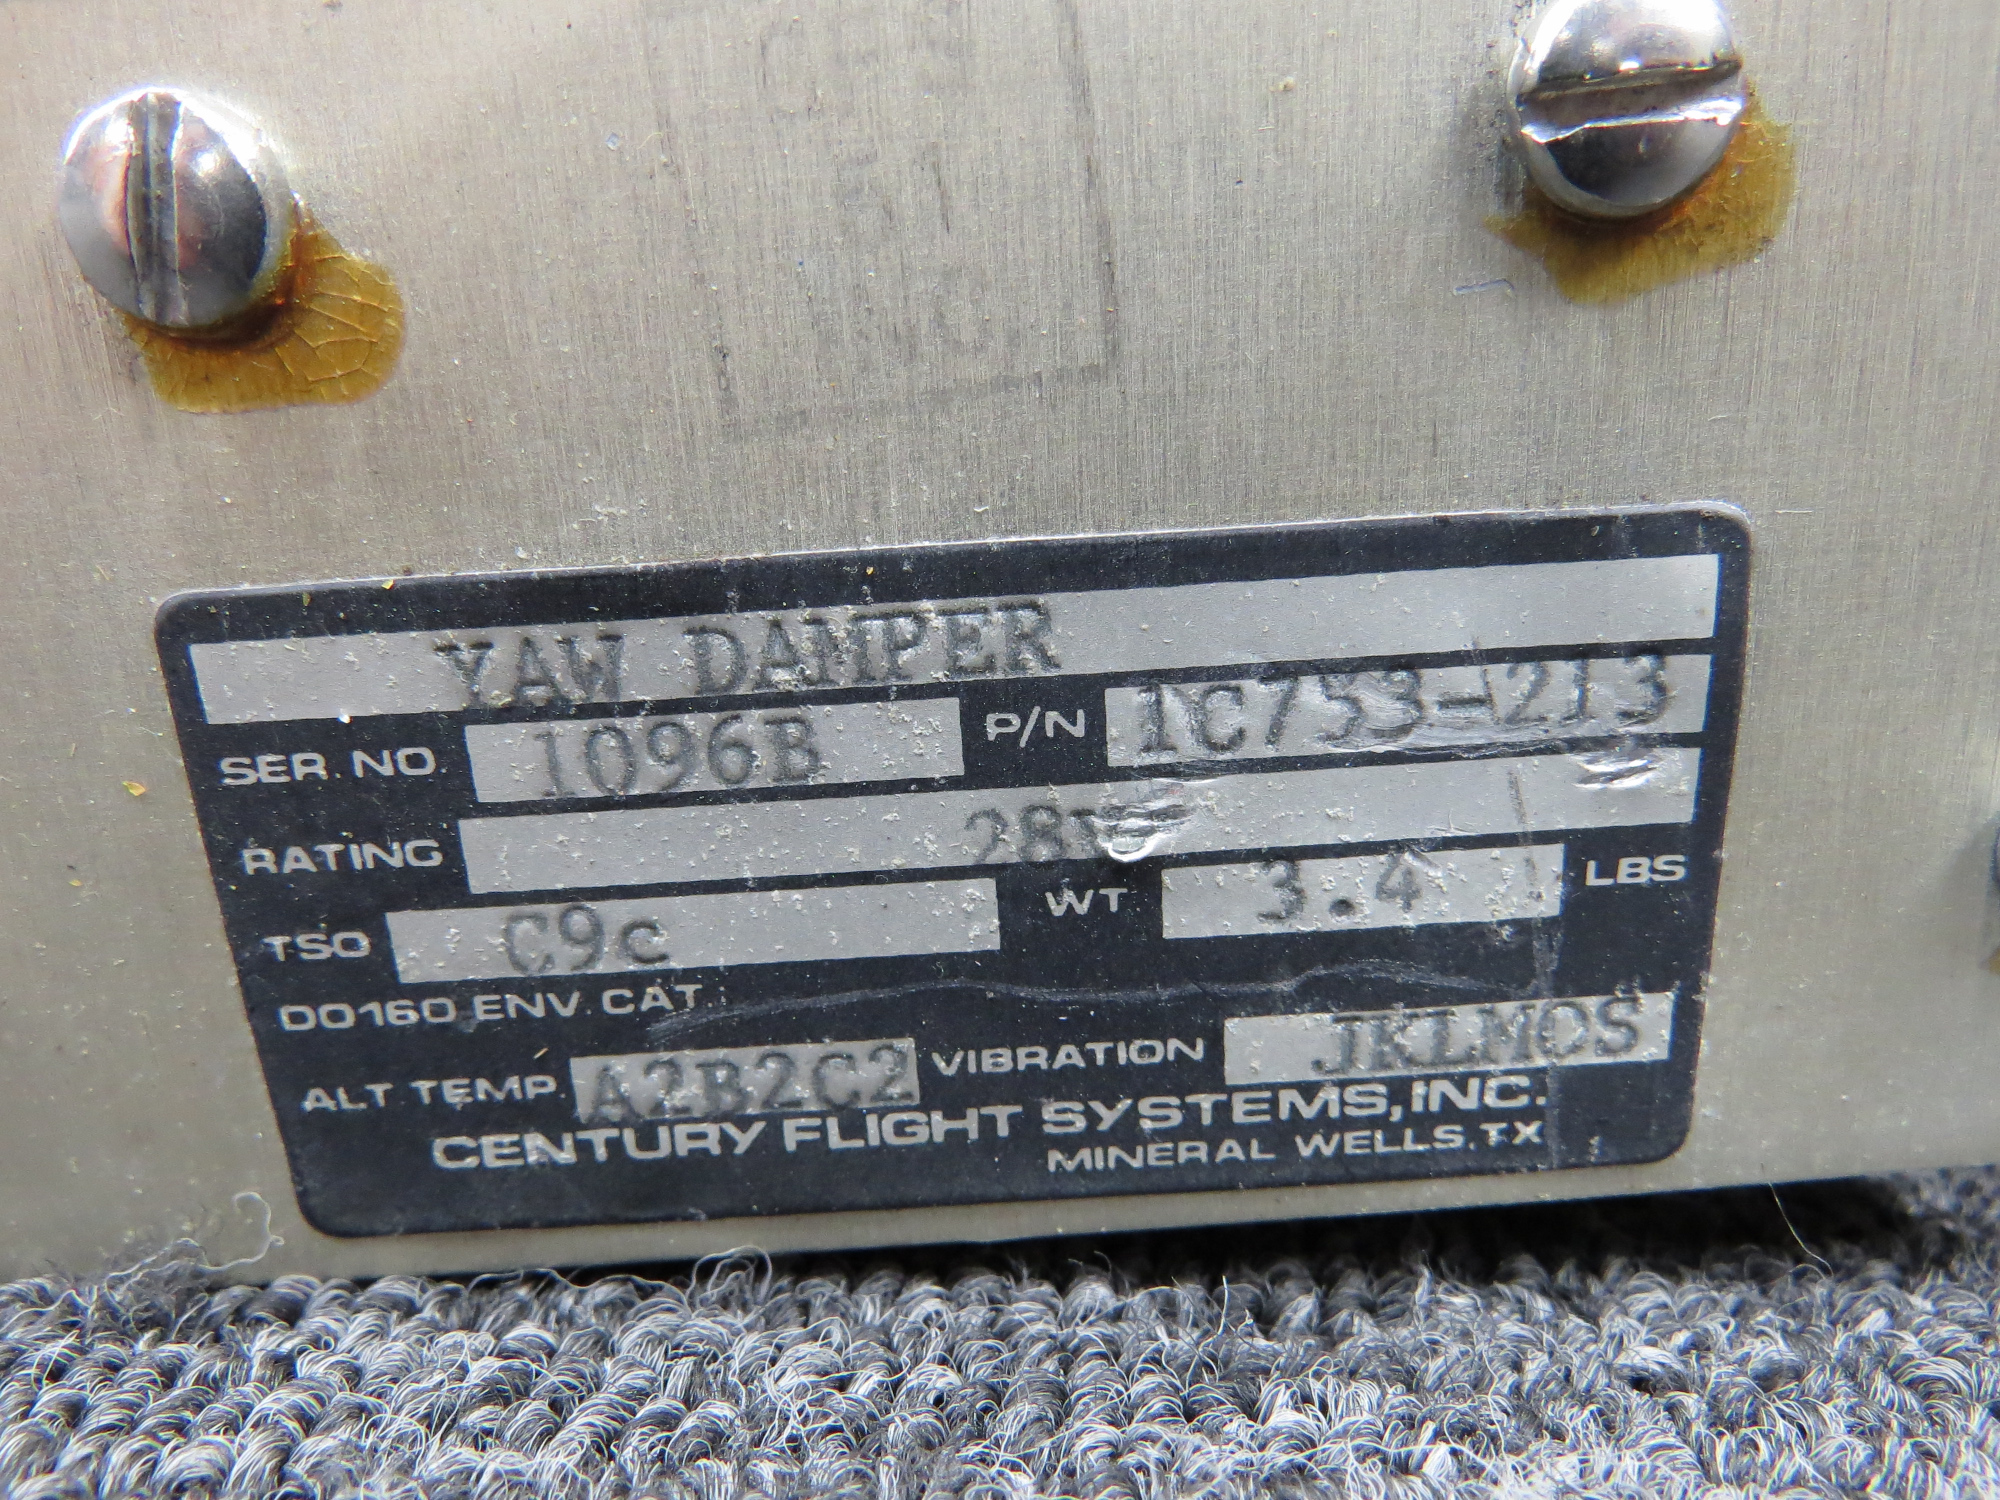 YAW DAMPER
SER. NO. 1096B P/N 1C753-213
RATING 28V
TSO C9c WT 3.4 LBS
DO160 ENV. CAT.
ALT TEMP. A2B2C2 VIBRATION JKLMOS
CENTURY FLIGHT SYSTEMS, INC.
MINERAL WELLS, TX